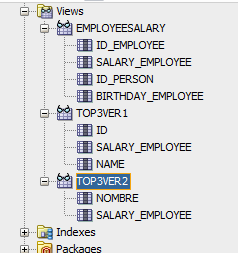 Views
EMPLOYEESALARY
ID_EMPLOYEE
SALARY_EMPLOYEE
ID_PERSON
BIRTHDAY_EMPLOYEE
TOP3VER1
ID
SALARY_EMPLOYEE
NAME
TOP3VER2
NOMBRE
SALARY_EMPLOYEE
Indexes
Packages